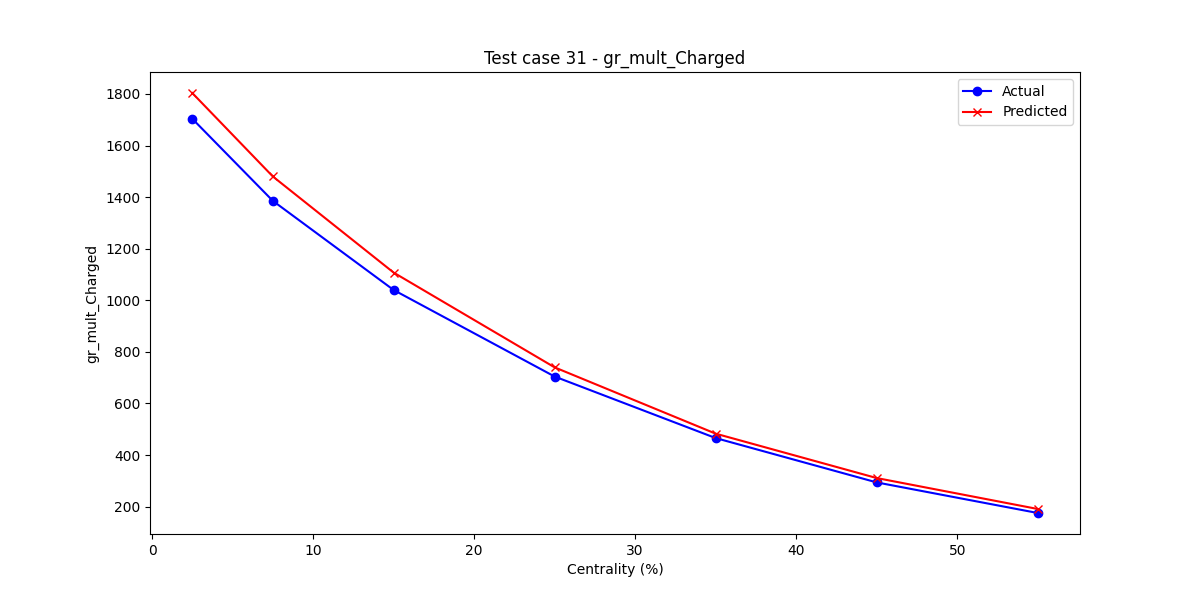 Test case 31 - gr_mult_Charged
Actual
Predicted
gr_mult_Charged
1800
1600
1400
1200
1000
800
600
400
200
0 10 20 30 40 50
Centrality (%)